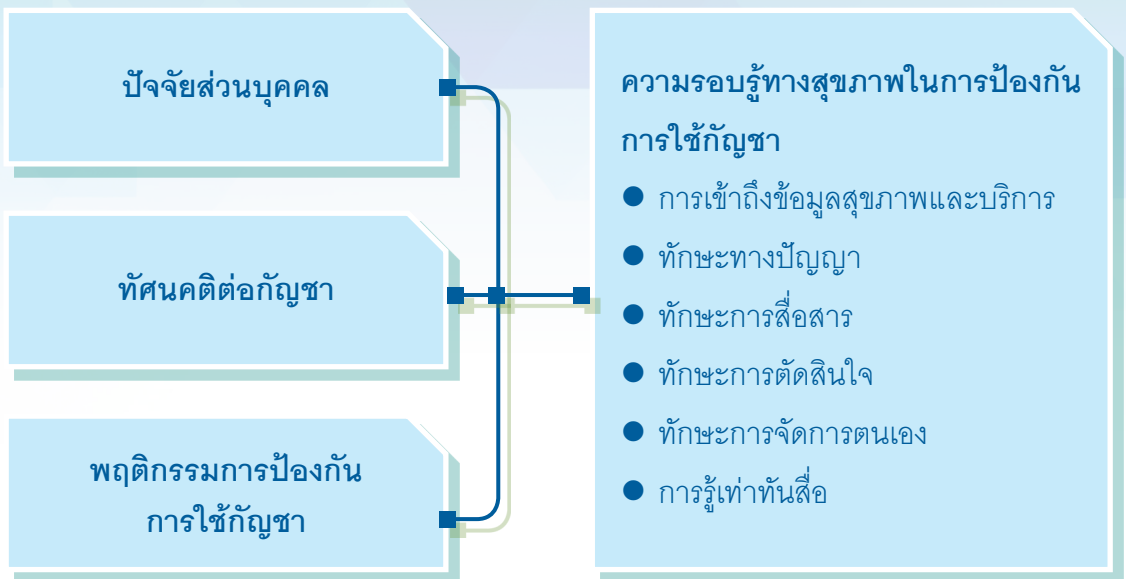 ปัจจัยส่วนบุคคล
ทัศนคติต่อกัญชา
พฤติกรรมการป้องกัน
การใช้กัญชา
ความรอบรู้ทางสุขภาพในการป้องกัน
การใช้กัญชา
● การเข้าถึงข้อมูลสุขภาพและบริการ
● ทักษะทางปัญญา
● ทักษะการสื่อสาร
● ทักษะการตัดสินใจ
● ทักษะการจัดการตนเอง
● การรู้เท่าทันสื่อ